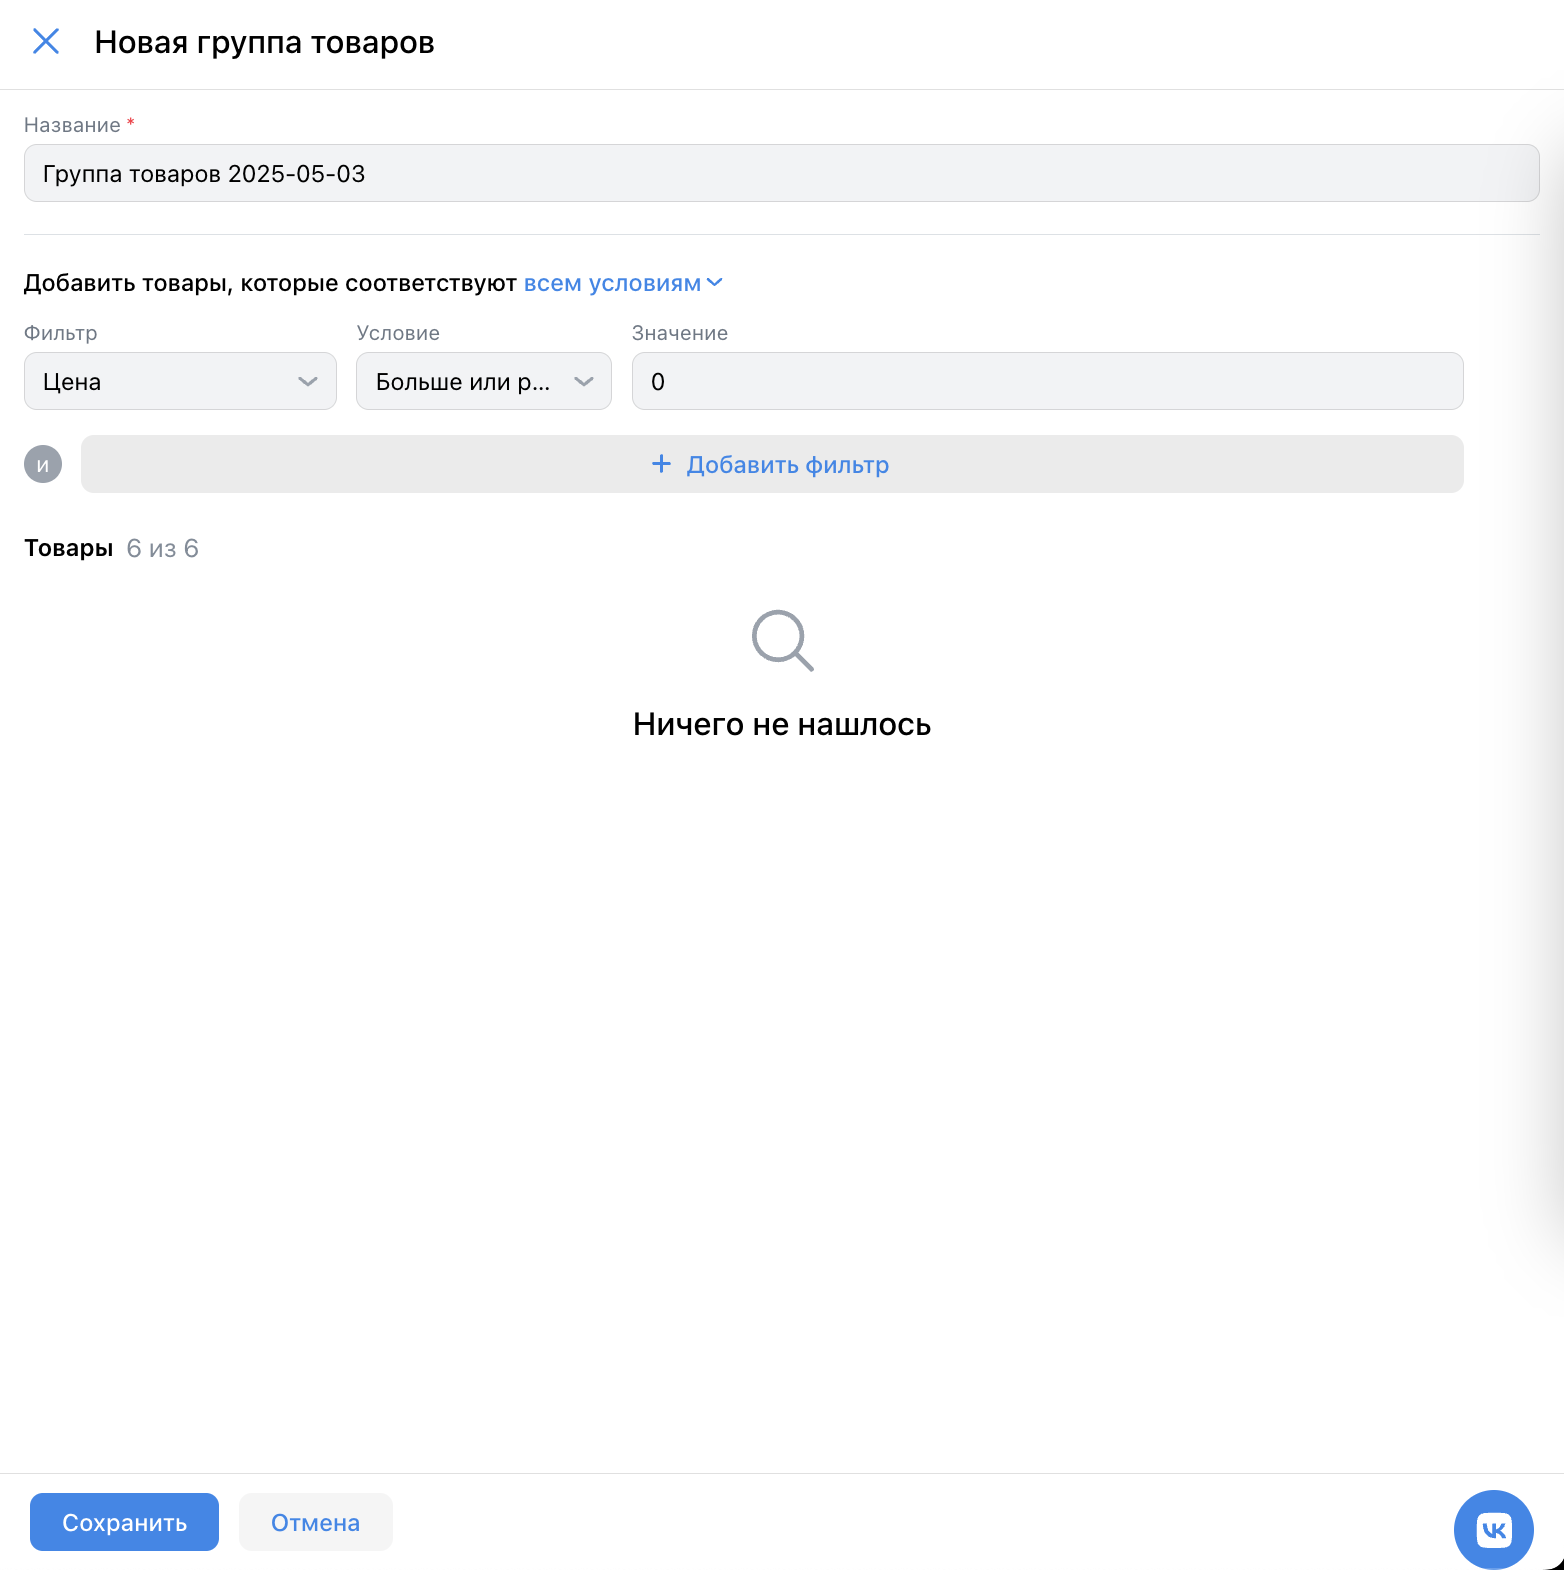 Новая группа товаров
Название *
Группа товаров 2025-05-03
Добавить товары, которые соответствуют всем условиям
Фильтр Условие Значение
Цена Больше или р... 0
и + Добавить фильтр
Товары 6 из 6
Ничего не нашлось
Сохранить Отмена